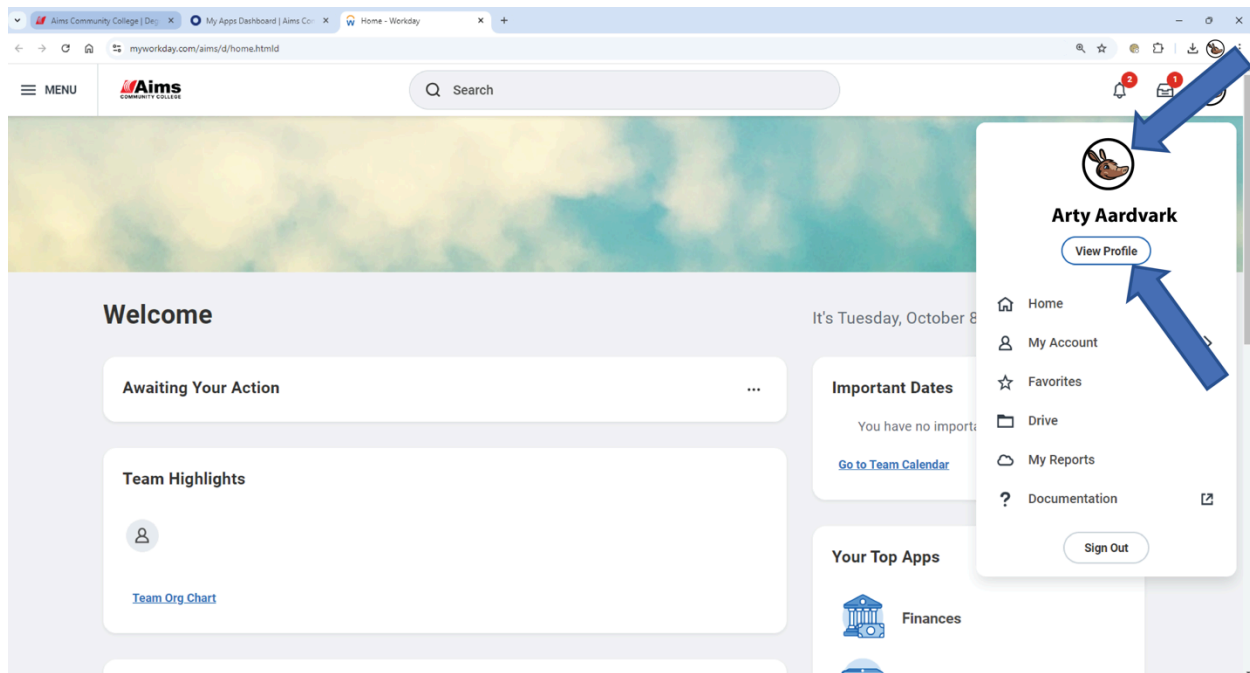 Aims Community College | Dep
My Apps Dashboard | Aims Com
Home - Workday
myworkday.com/aims/d/home.htmld
MENU
Aims
COMMUNITY COLLEGE
Search
2
1
Arty Aardvark
View Profile
Welcome
It's Tuesday, October 8
Home
My Account
Awaiting Your Action
Important Dates
Favorites
You have no importa
Drive
Go to Team Calendar
My Reports
Team Highlights
Documentation
Sign Out
Your Top Apps
Team Org Chart
Finances